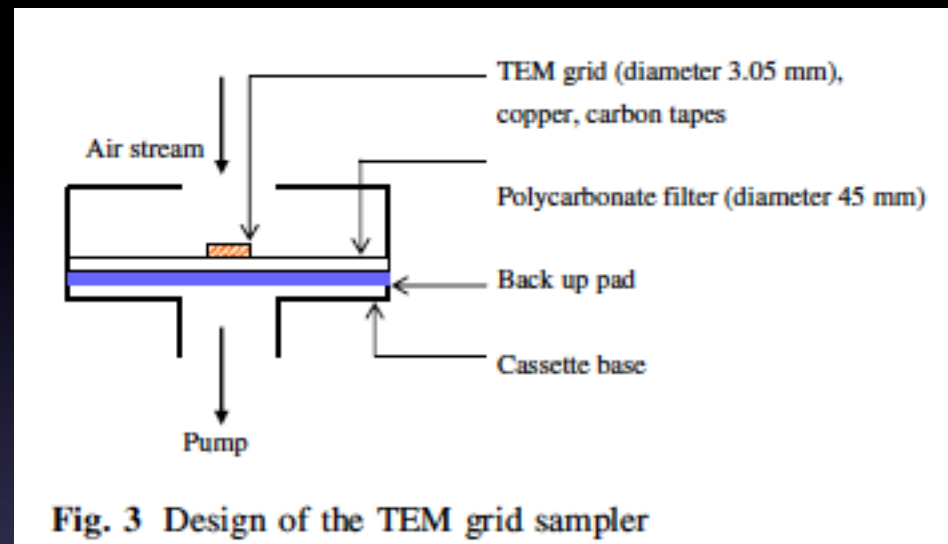 TEM grid (diameter 3.05 mm),
copper, carbon tapes
Air stream
Polycarbonate filter (diameter 45 mm)
Back up pad
Cassette base
Pump
Fig. 3 Design of the TEM grid sampler